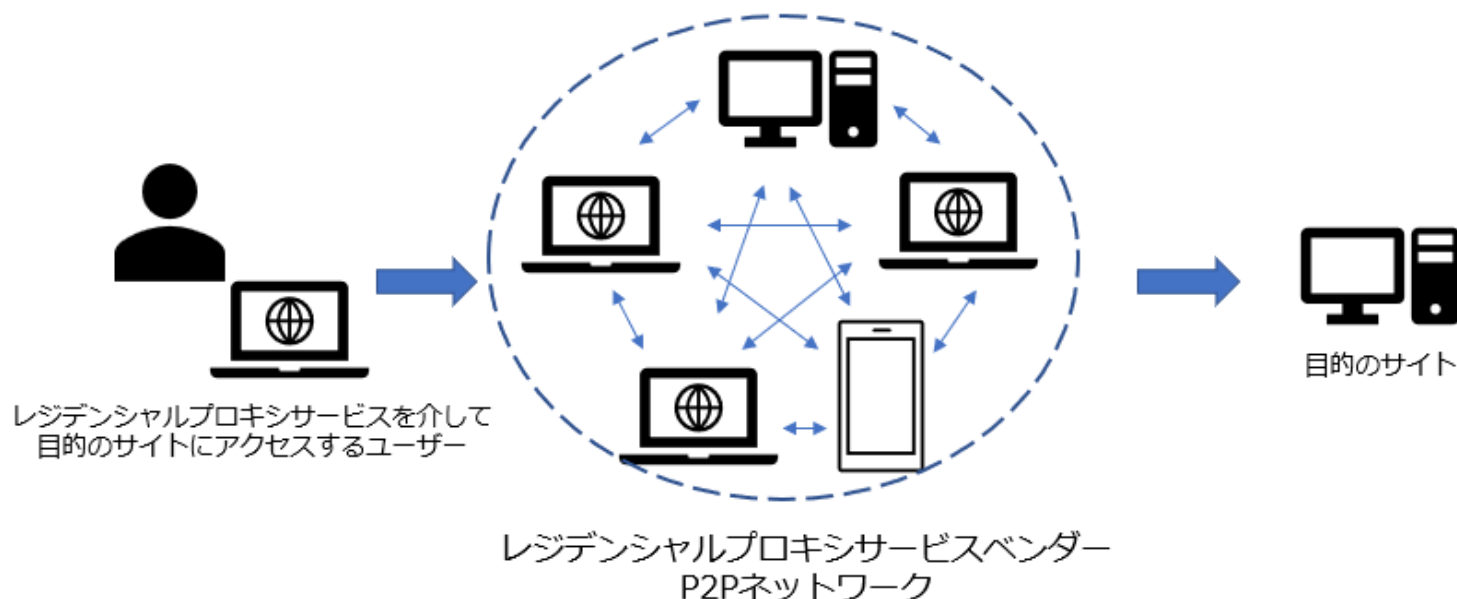 レジデンシャルプロキシサービスを介して
目的のサイトにアクセスするユーザー
目的のサイト
レジデンシャルプロキシサービスベンダー
P2Pネットワーク